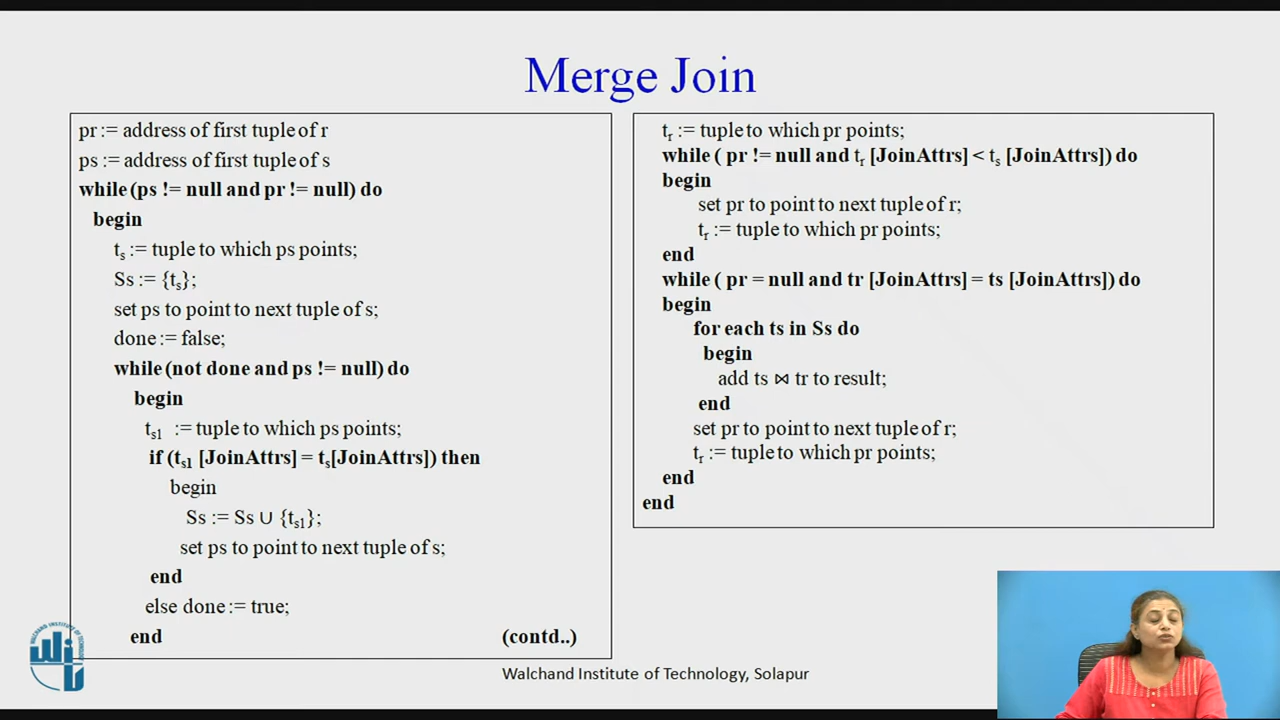 Merge Join
pr := address of first tuple of r
ps := address of first tuple of s
while (ps != null and pr != null) do
begin
ts := tuple to which ps points;
Ss := {ts};
set ps to point to next tuple of s;
done := false;
while (not done and ps != null) do
begin
ts1 := tuple to which ps points;
if (ts1 [JoinAttrs] = ts[JoinAttrs]) then
begin
Ss := Ss ∪ {ts1};
set ps to point to next tuple of s;
end
else done := true;
end (contd..)
tr := tuple to which pr points;
while ( pr != null and tr [JoinAttrs] < ts [JoinAttrs]) do
begin
set pr to point to next tuple of r;
tr := tuple to which pr points;
end
while ( pr = null and tr [JoinAttrs] = ts [JoinAttrs]) do
begin
for each ts in Ss do
begin
add ts ⋈ tr to result;
end
set pr to point to next tuple of r;
tr := tuple to which pr points;
end
end
WALCHAND INSTITUTE OF TECHNOLOGY
WIT
Walchand Institute of Technology, Solapur